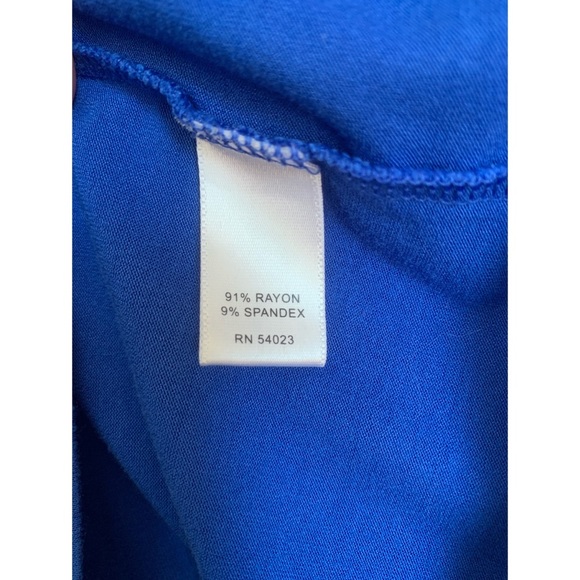 91% RAYON
9% SPANDEX
RN 54023